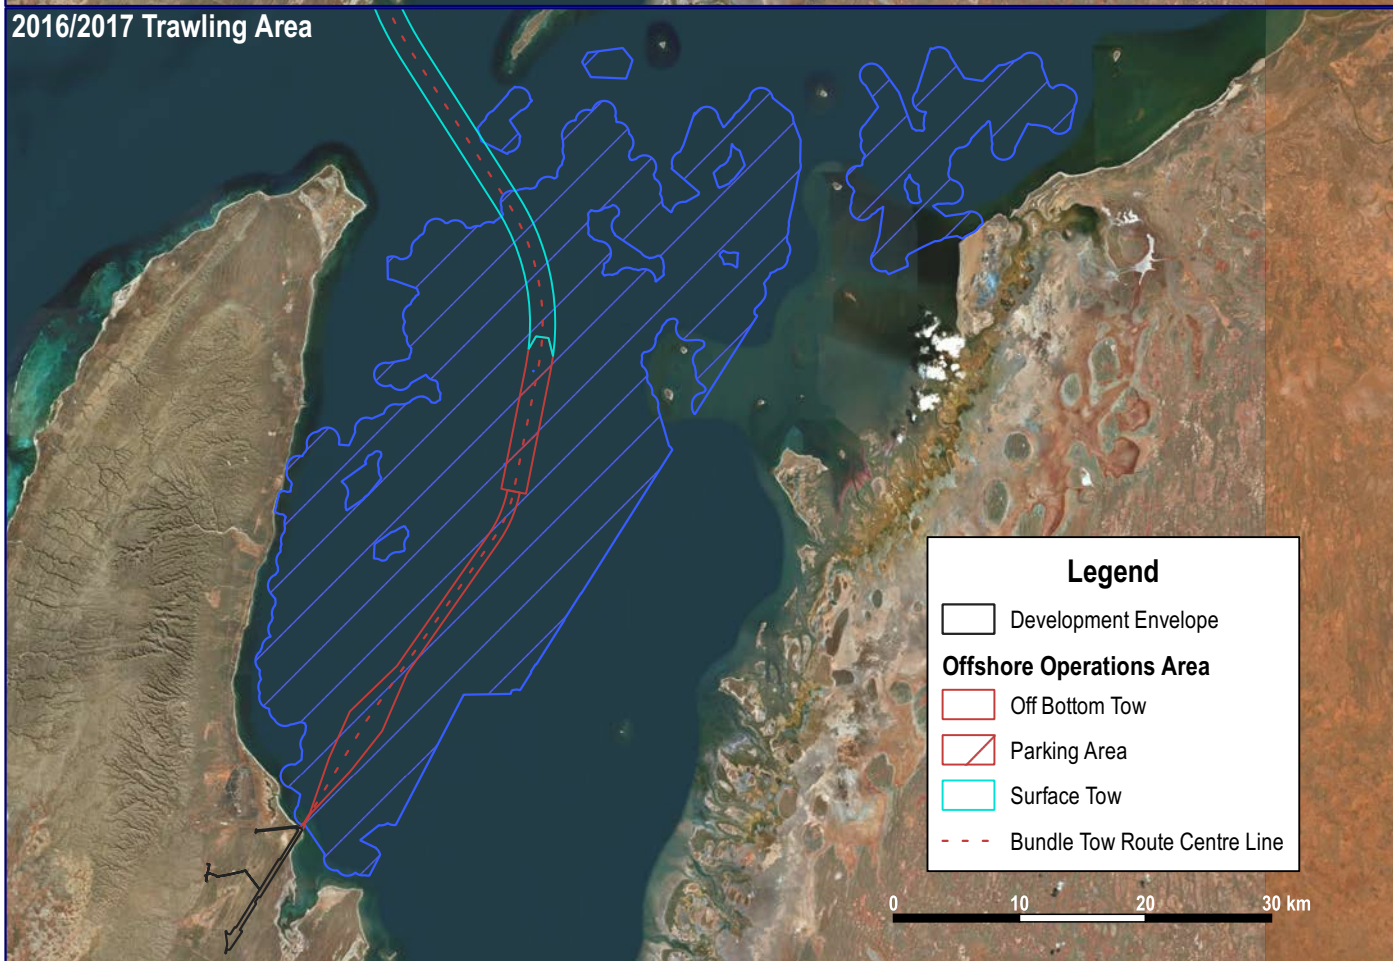 2016/2017 Trawling Area
Legend
Development Envelope
Offshore Operations Area
Off Bottom Tow
Parking Area
Surface Tow
Bundle Tow Route Centre Line
0 10 20 30 km